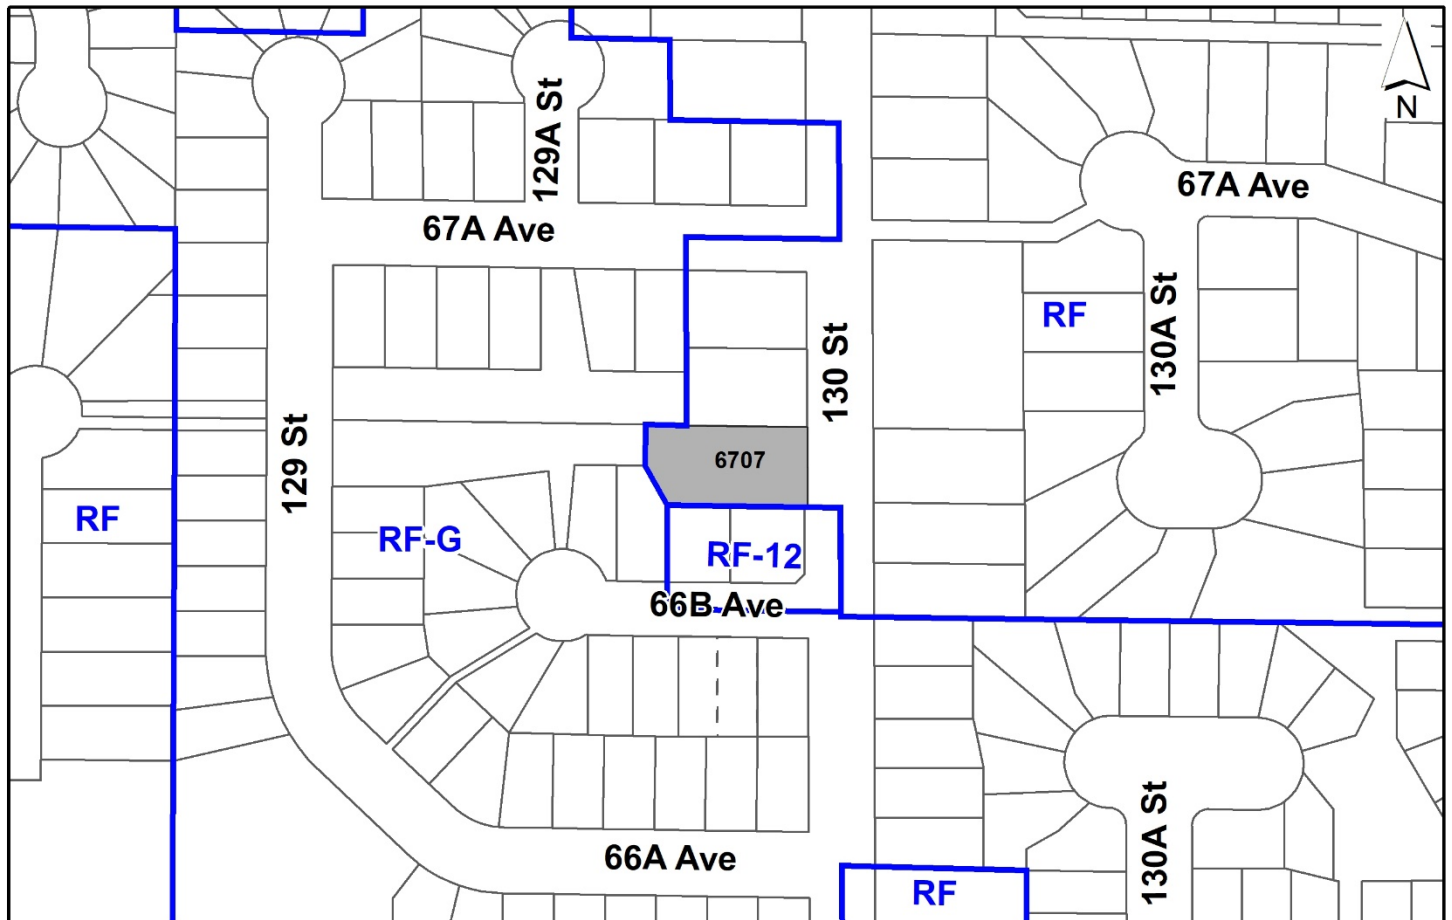 129A St
N
67A Ave
67A Ave
RF
130A St
130 St
129 St
6707
RF
RF-G
RF-12
66B Ave
66A Ave
130A St
RF